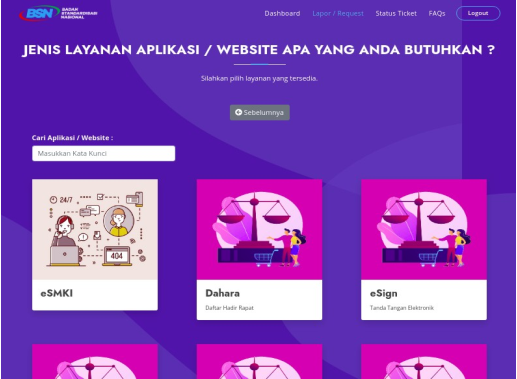 BSN BADAN
STANDARDISASI
NASIONAL
Dashboard Lapor / Request Status Ticket FAQs Logout
JENIS LAYANAN APLIKASI / WEBSITE APA YANG ANDA BUTUHKAN ?
Silahkan pilih layanan yang tersedia.
Sebelumnya
Cari Aplikasi / Website :
Masukkan Kata Kunci
24/7
404
eSMKI
Dahara
Daftar Hadir Rapat
eSign
Tanda Tangan Elektronik